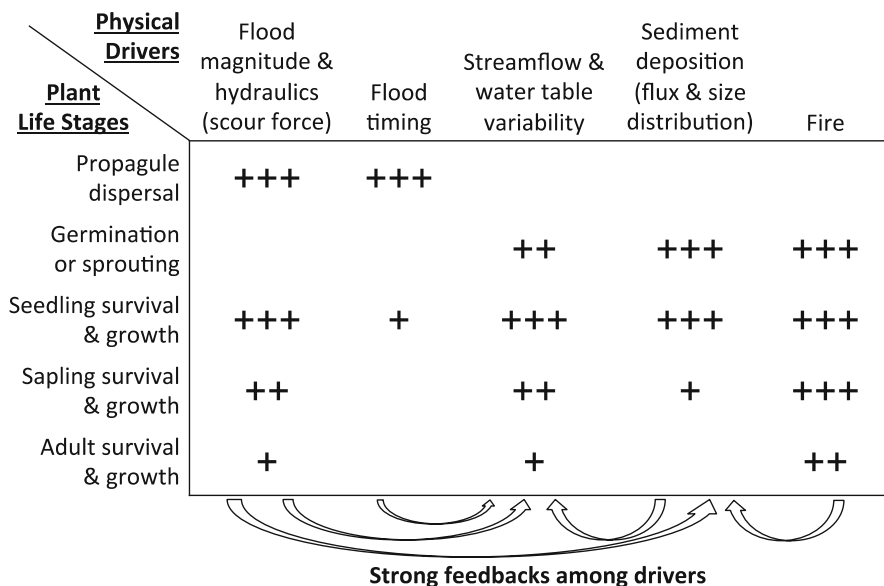 Physical
Drivers
Plant
Life Stages
Flood
magnitude &
hydraulics
(scour force)
Flood
timing
Streamflow &
water table
variability
Sediment
deposition
(flux & size
distribution)
Fire
Propagule
dispersal
+++ +++
Germination
or sprouting
++ +++ +++
Seedling survival
& growth
+++ + +++ +++ +++
Sapling survival
& growth
++ ++ + +++
Adult survival
& growth
+ + ++
Strong feedbacks among drivers